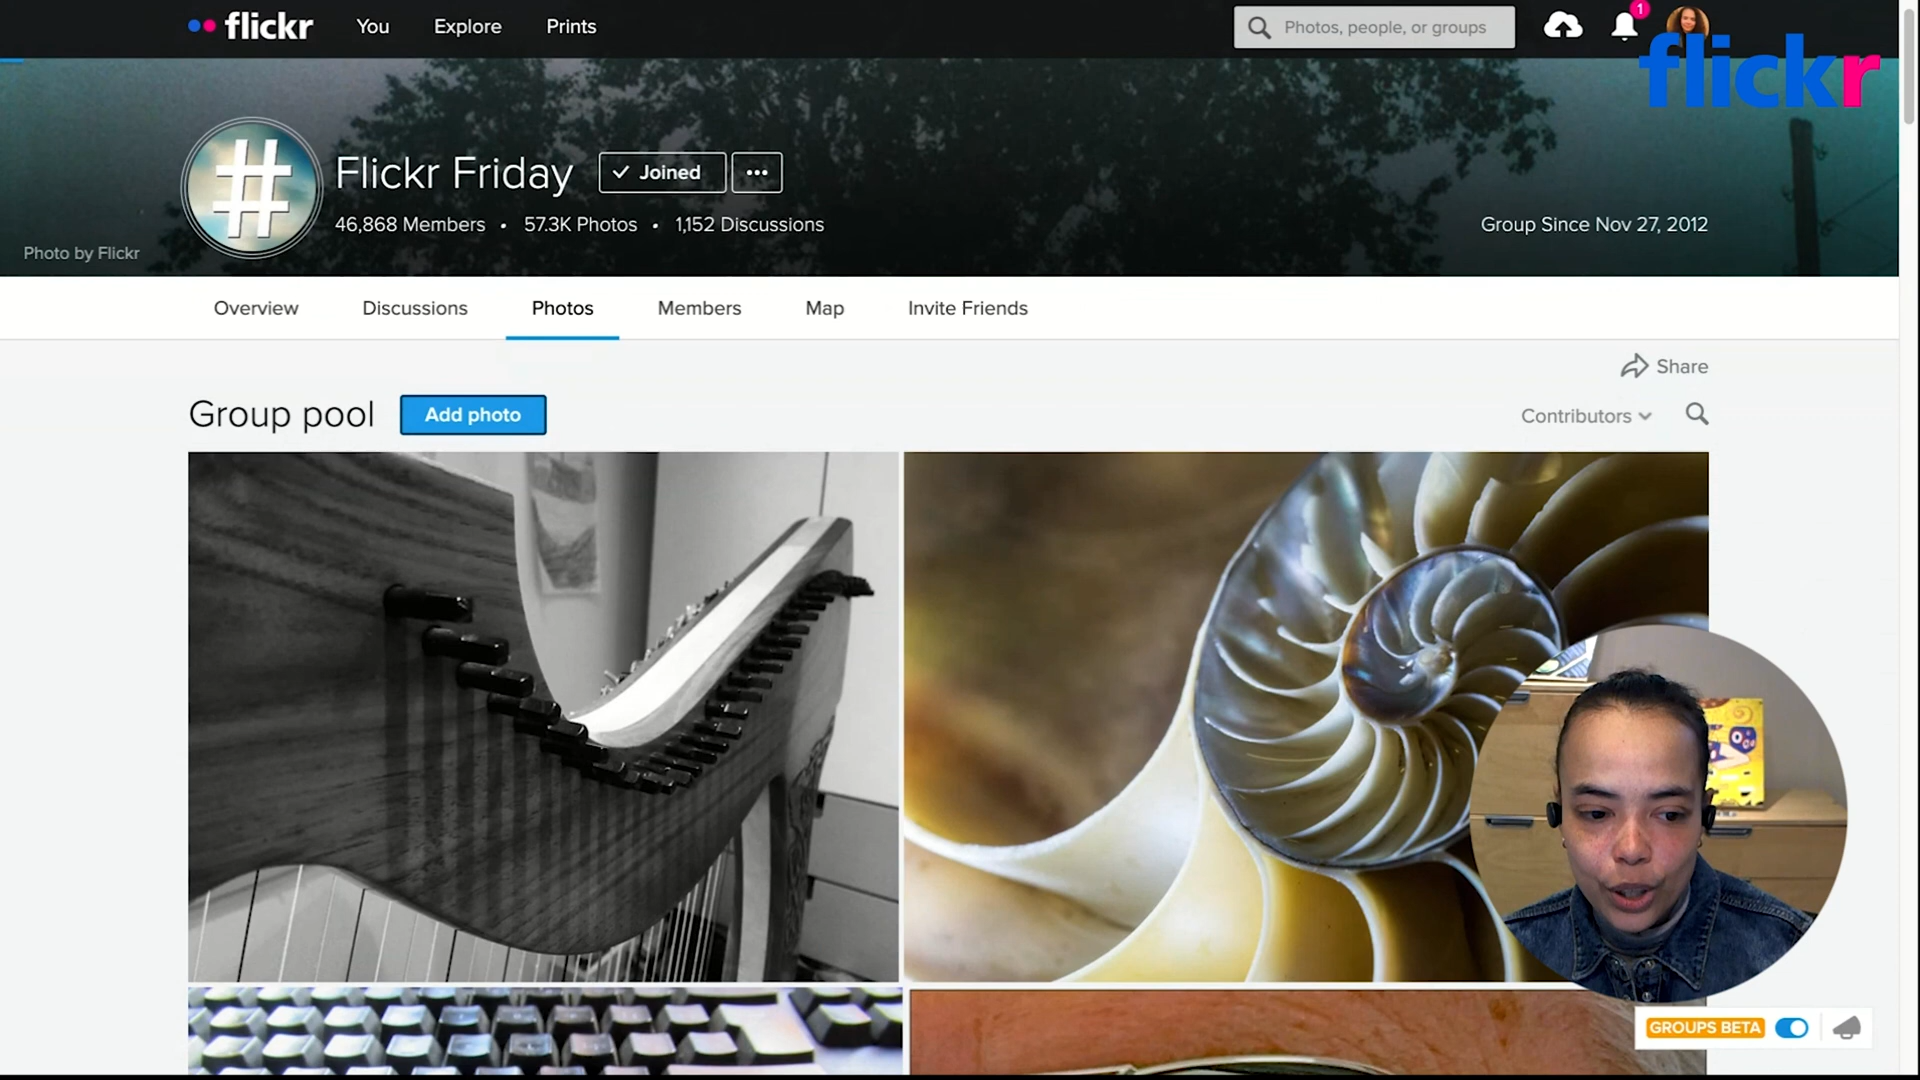 flickr You Explore Prints Photos, people, or groups 1
flickr
Flickr Friday Joined
46,868 Members • 57.3K Photos • 1,152 Discussions Group Since Nov 27, 2012
Photo by Flickr
Overview Discussions Photos Members Map Invite Friends
Share
Group pool Add photo Contributors
GROUPS BETA